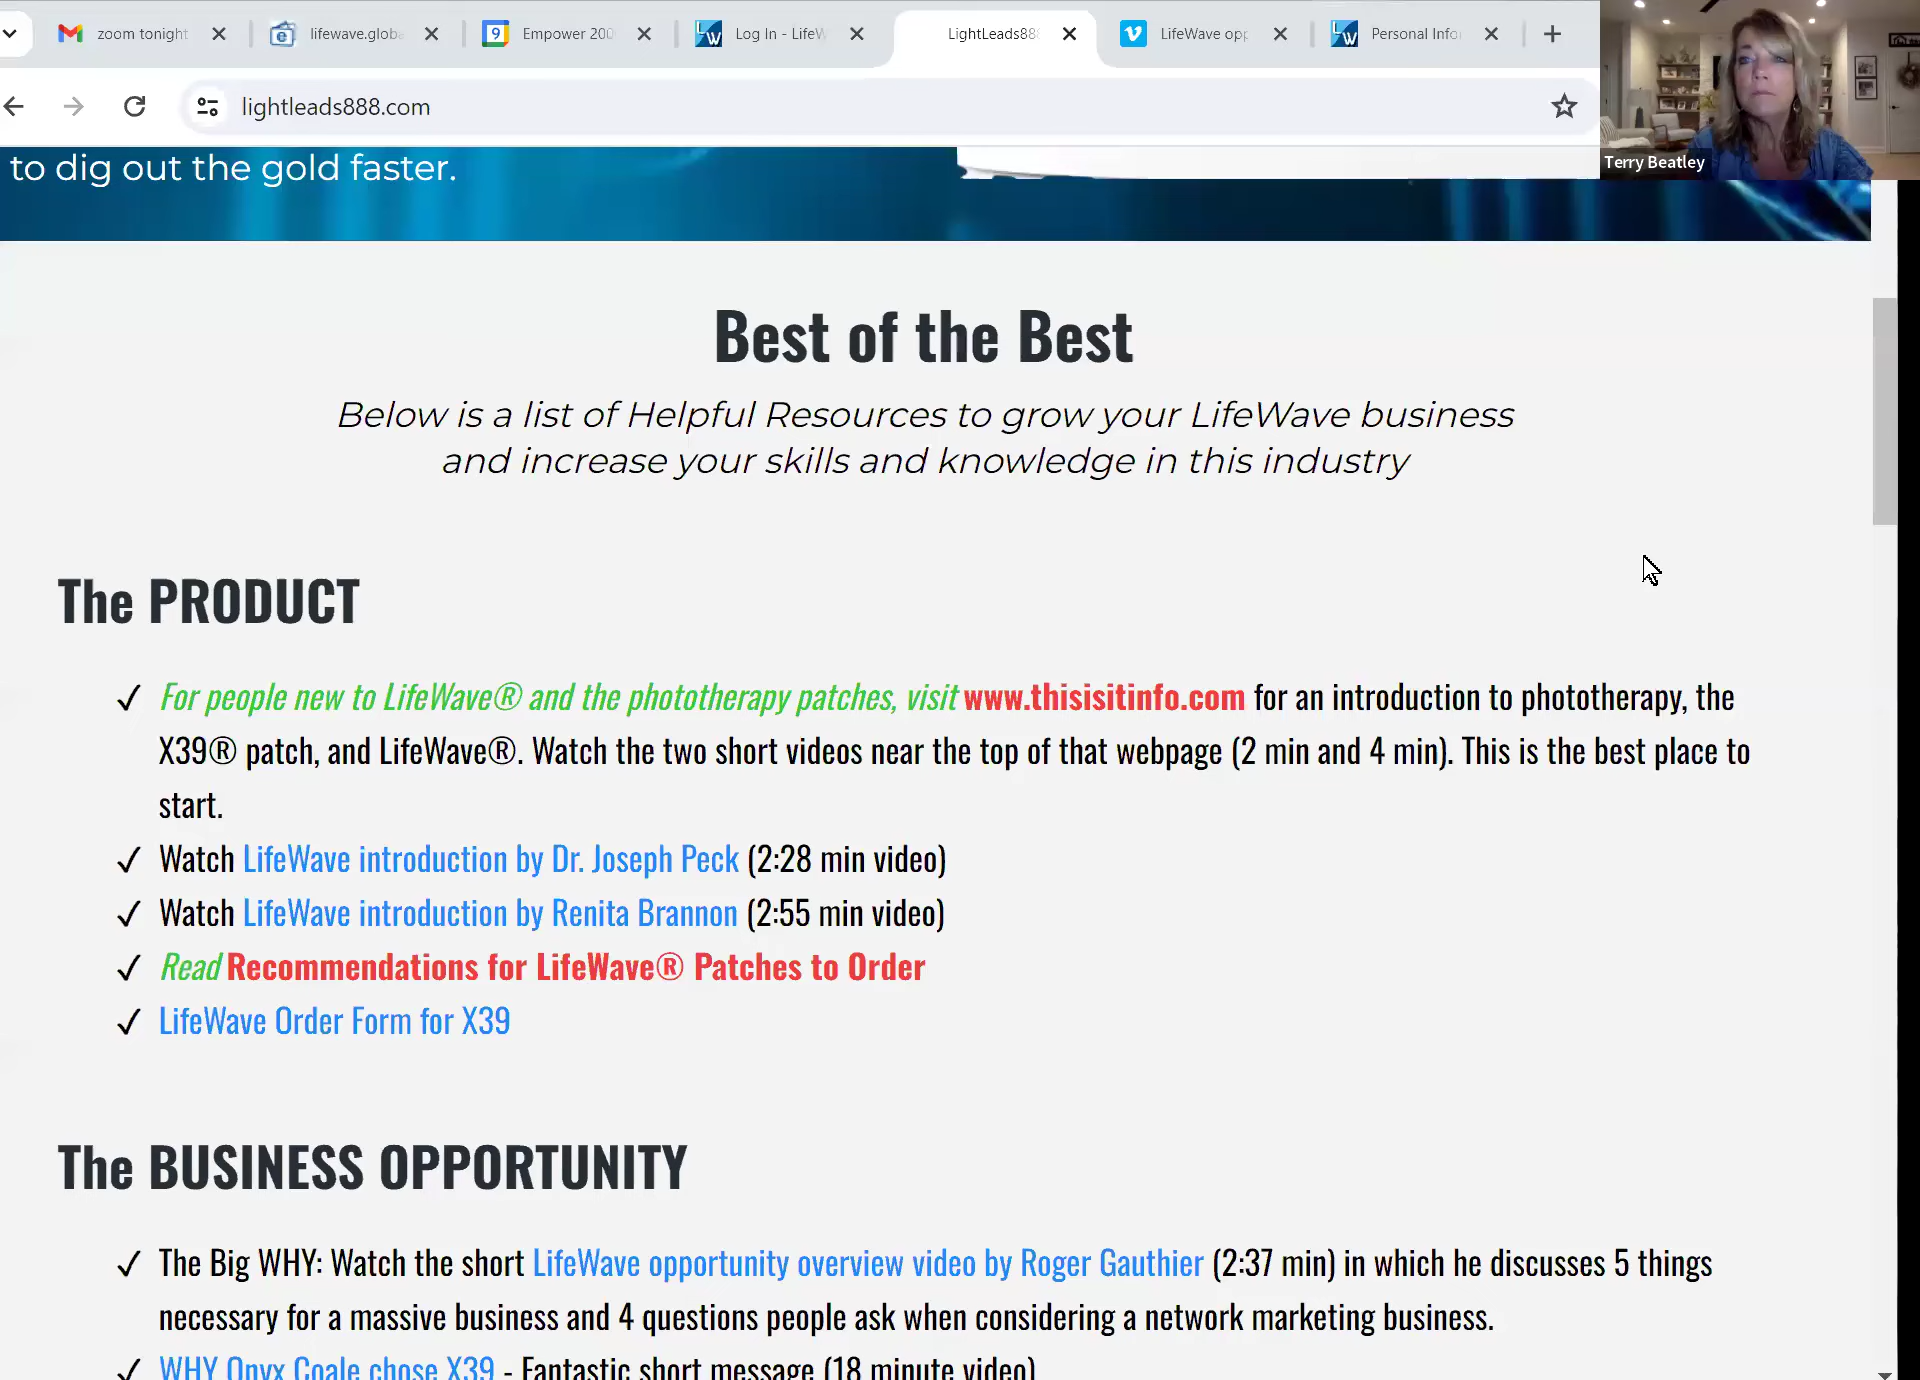 zoom tonight
lifewave.globa
9
Empower 200
Log In - LifeW
LightLeads888
LifeWave opp
Personal Info
lightleads888.com
Terry Beatley
to dig out the gold faster.
Best of the Best
Below is a list of Helpful Resources to grow your LifeWave business
and increase your skills and knowledge in this industry
The PRODUCT
For people new to LifeWave® and the phototherapy patches, visit www.thisisitinfo.com for an introduction to phototherapy, the
X39® patch, and LifeWave®. Watch the two short videos near the top of that webpage (2 min and 4 min). This is the best place to
start.
Watch LifeWave introduction by Dr. Joseph Peck (2:28 min video)
Watch LifeWave introduction by Renita Brannon (2:55 min video)
Read Recommendations for LifeWave® Patches to Order
LifeWave Order Form for X39
The BUSINESS OPPORTUNITY
The Big WHY: Watch the short LifeWave opportunity overview video by Roger Gauthier (2:37 min) in which he discusses 5 things
necessary for a massive business and 4 questions people ask when considering a network marketing business.
WHY Onyx Coale chose X39 - Fantastic short message (18 minute video)